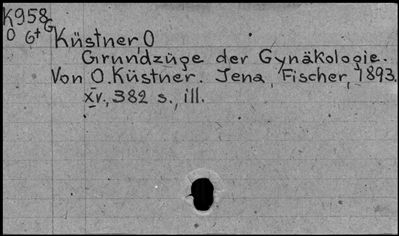 K958
O G+G
Küstner, O
Grundzüge der Gynäkologie.
Von O. Küstner. Jena, Fischer, 1893.
XV, 382 s., ill.